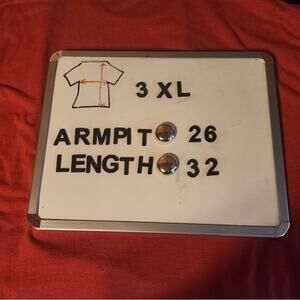 3 XL
ARMPIT 26
LENGTH 32